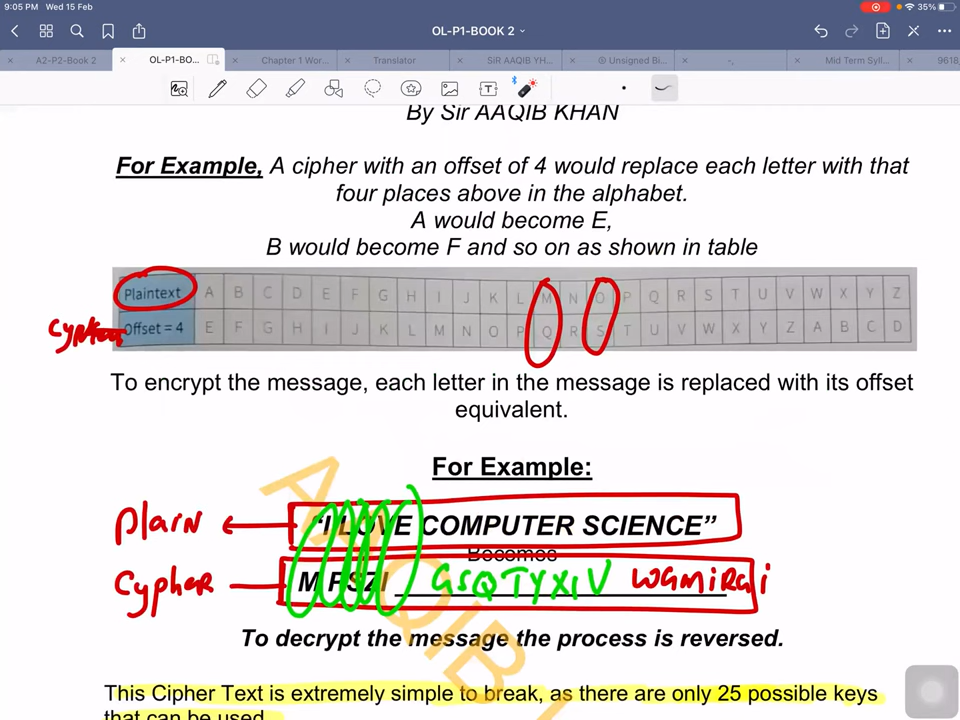 9:05 PM Wed 15 Feb
35%
OL-P1-BOOK 2
A2-P2-Book 2
OL-P1-BO...
Chapter 1 Wor...
Translator
SiR AAQIB YH...
Unsigned Bi...
Mid Term Syll...
9618
By Sir AAQIB KHAN
For Example, A cipher with an offset of 4 would replace each letter with that
four places above in the alphabet.
A would become E,
B would become F and so on as shown in table
Plaintext A B C D E F G H I J K L M N O P Q R S T U V W X Y Z
Offset = 4 E F G H I J K L M N O P Q R S T U V W X Y Z A B C D
To encrypt the message, each letter in the message is replaced with its offset
equivalent.
For Example:
Plain "I LOVE COMPUTER SCIENCE"
Becomes
Cypher M PSZI GSQTYXIV WGMiRGi
To decrypt the message the process is reversed.
This Cipher Text is extremely simple to break, as there are only 25 possible keys
that can be used
AAQIB